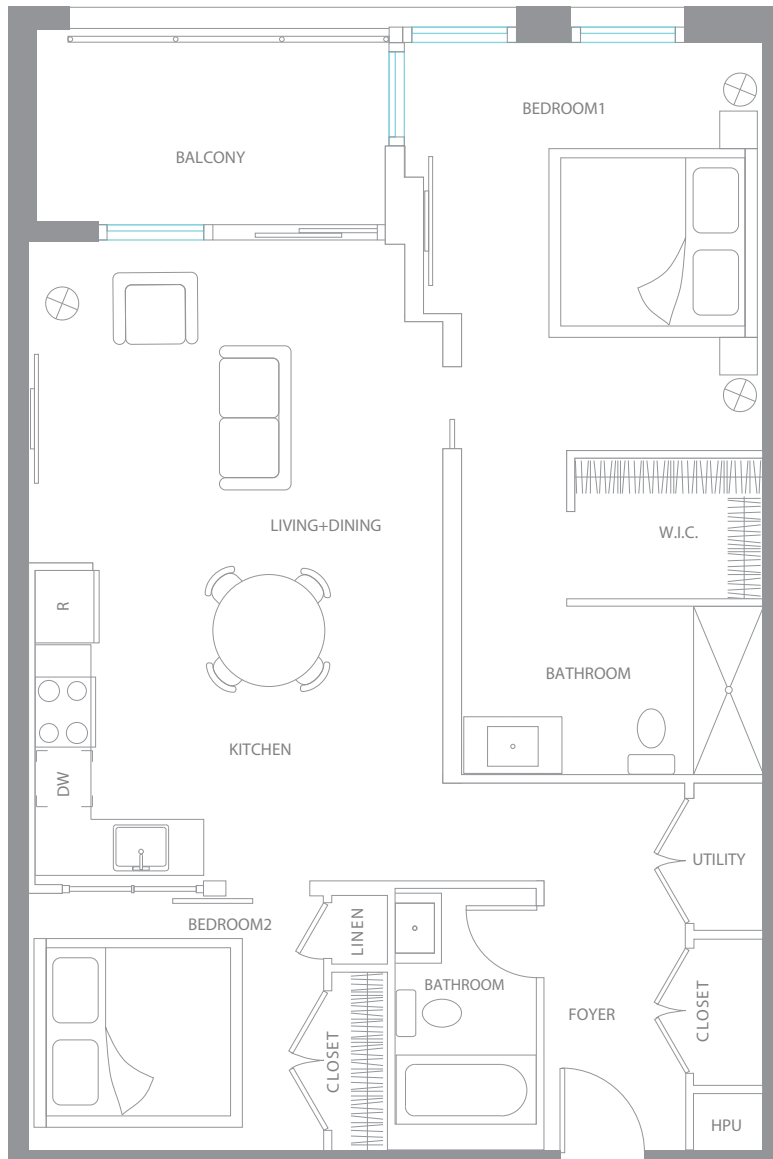 BEDROOM1
BALCONY
LIVING+DINING
W.I.C.
R
BATHROOM
KITCHEN
DW
UTILITY
BEDROOM2
LINEN
BATHROOM
FOYER
CLOSET
CLOSET
HPU